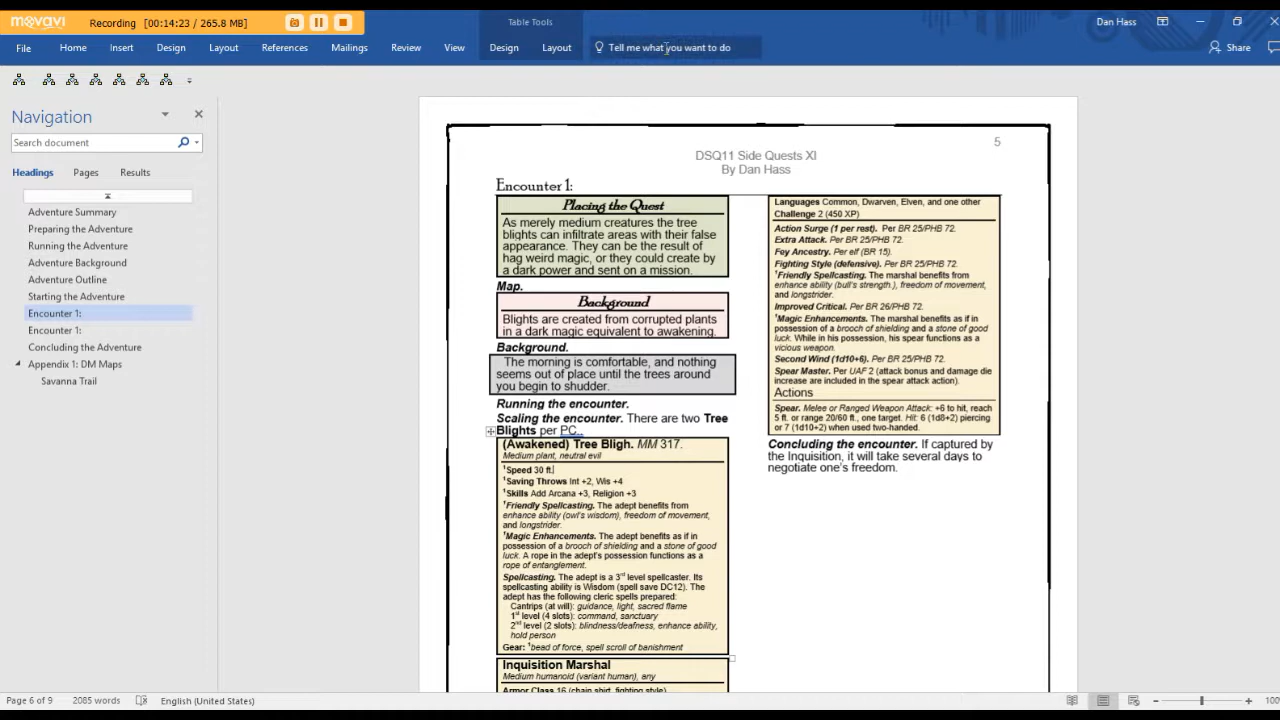 movavi
Recording (00:14:23 / 265.8 MB)
Table Tools
Dan Hass
File
Home
Insert
Design
Layout
References
Mailings
Review
View
Design
Layout
Tell me what you want to do
Share
Navigation
Search document
Headings
Pages
Results
Adventure Summary
Preparing the Adventure
Running the Adventure
Adventure Background
Adventure Outline
Starting the Adventure
Encounter 1:
Encounter 1:
Concluding the Adventure
Appendix 1: DM Maps
Savanna Trail
5
DSQ11 Side Quests XI
By Dan Hass
Encounter 1:
Placing the Quest
As merely medium creatures the tree
blights can infiltrate areas with their false
appearance. They can be the result of
hag weird magic, or they could create by
a dark power and sent on a mission.
Map.
Background
Blights are created from corrupted plants
in a dark magic equivalent to awakening.
Background.
The morning is comfortable, and nothing
seems out of place until the trees around
you begin to shudder.
Running the encounter.
Scaling the encounter. There are two Tree
Blights per PC..
(Awakened) Tree Bligh. MM 317.
Medium plant, neutral evil
†Speed 30 ft.
†Saving Throws Int +2, Wis +4
†Skills Add Arcana +3, Religion +3
†Friendly Spellcasting. The adept benefits from
enhance ability (owl's wisdom), freedom of movement,
and longstrider.
†Magic Enhancements. The adept benefits as if in
possession of a brooch of shielding and a stone of good
luck. A rope in the adept's possession functions as a
rope of entanglement.
Spellcasting. The adept is a 3rd level spellcaster. Its
spellcasting ability is Wisdom (spell save DC12). The
adept has the following cleric spells prepared:
Cantrips (at will): guidance, light, sacred flame
1st level (4 slots): command, sanctuary
2nd level (2 slots): blindness/deafness, enhance ability,
hold person
Gear: †bead of force, spell scroll of banishment
Inquisition Marshal
Medium humanoid (variant human), any
Armor Class 16 (chain shirt, fighting style)
Languages Common, Dwarven, Elven, and one other
Challenge 2 (450 XP)
Action Surge (1 per rest). Per BR 25/PHB 72.
Extra Attack. Per BR 25/PHB 72.
Fey Ancestry. Per elf (BR 15).
Fighting Style (defensive). Per BR 25/PHB 72.
†Friendly Spellcasting. The marshal benefits from
enhance ability (bull's strength.), freedom of movement,
and longstrider.
Improved Critical. Per BR 26/PHB 72.
†Magic Enhancements. The marshal benefits as if in
possession of a brooch of shielding and a stone of good
luck. While in his possession, his spear functions as a
vicious weapon.
Second Wind (1d10+6). Per BR 25/PHB 72.
Spear Master. Per UAF 2 (attack bonus and damage die
increase are included in the spear attack action).
Actions
Spear. Melee or Ranged Weapon Attack: +6 to hit, reach
5 ft. or range 20/60 ft., one target. Hit: 6 (1d8+2) piercing
or 7 (1d10+2) when used two-handed.
Concluding the encounter. If captured by
the Inquisition, it will take several days to
negotiate one's freedom.
Page 6 of 9
2085 words
English (United States)
100